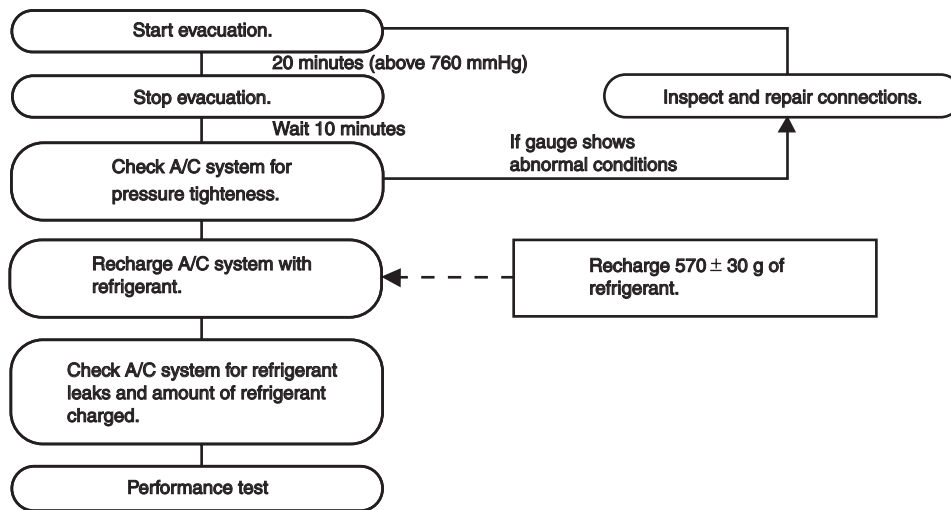 Start evacuation.
20 minutes (above 760 mmHg)
Stop evacuation.
Inspect and repair connections.
Wait 10 minutes
If gauge shows
abnormal conditions
Check A/C system for
pressure tighteness.
Recharge A/C system with
refrigerant.
Recharge 570 ± 30 g of
refrigerant.
Check A/C system for refrigerant
leaks and amount of refrigerant
charged.
Performance test